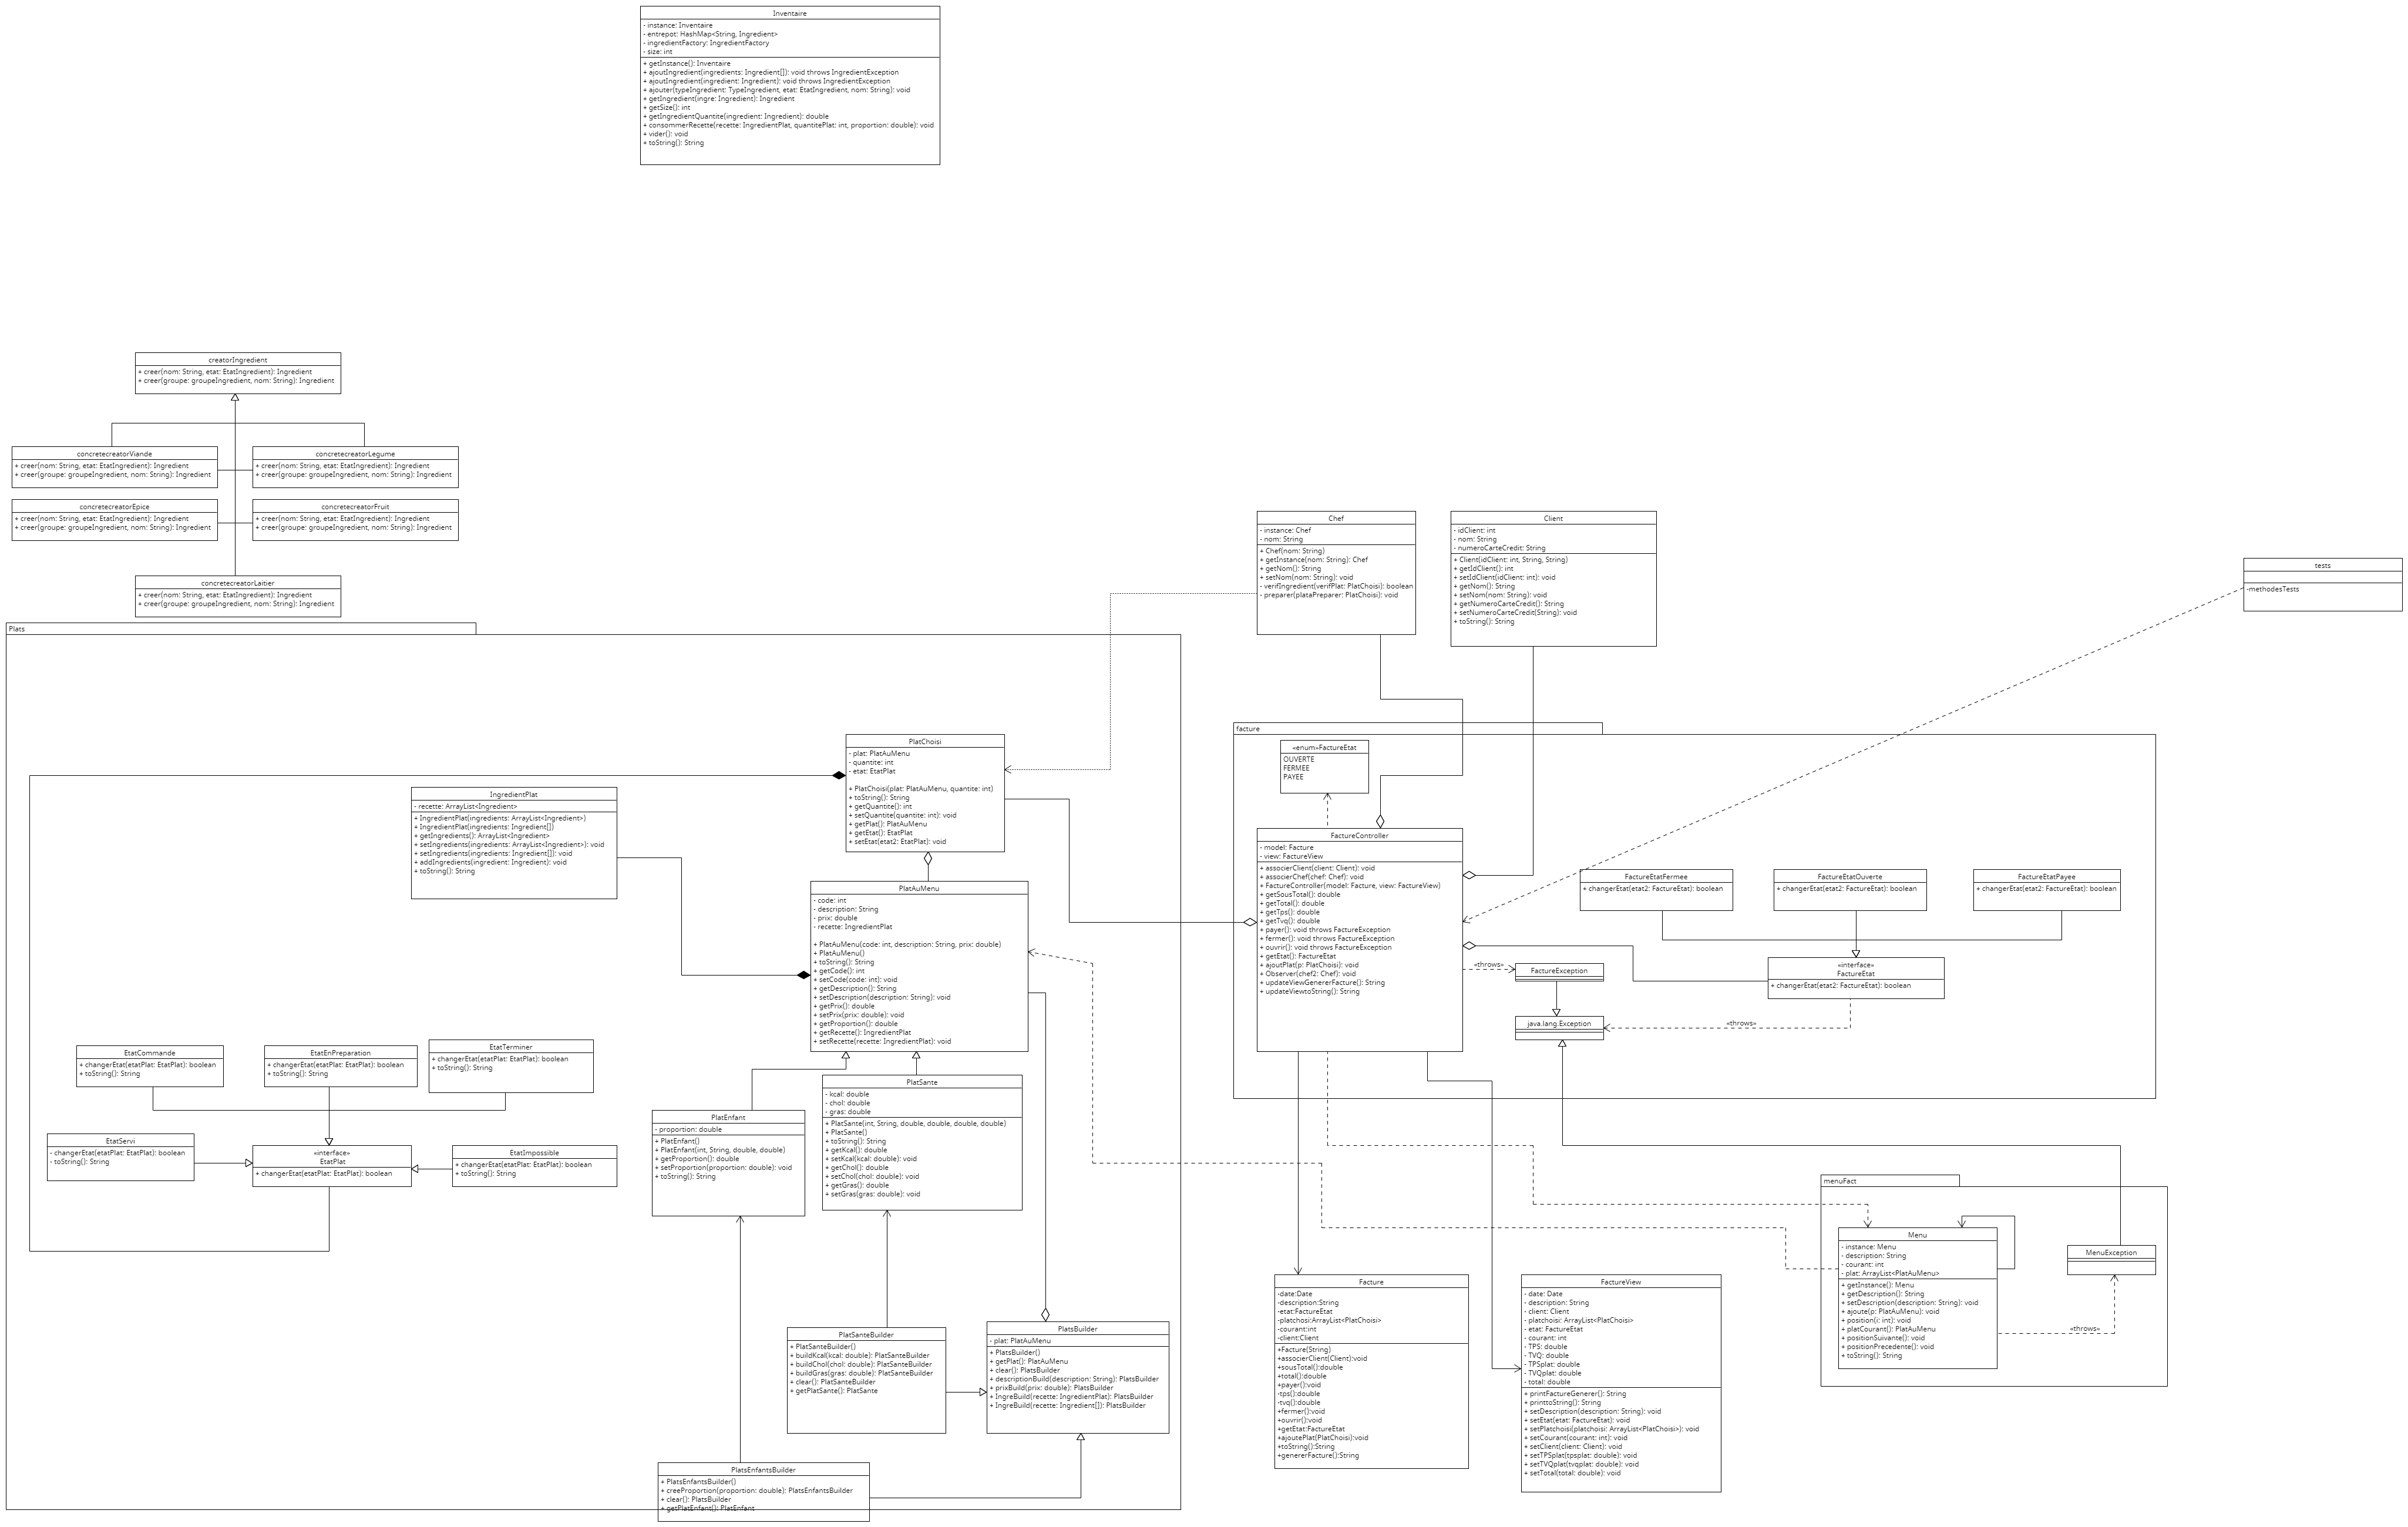 Inventaire
- instance: Inventaire
- entrepot: HashMap<String, Ingredient>
- ingredientFactory: IngredientFactory
- size: int
+ getInstance(): Inventaire
+ ajoutIngredient(ingredients: Ingredient[]): void throws IngredientException
+ ajoutIngredient(ingredient: Ingredient): void throws IngredientException
+ ajouter(typeIngredient: TypeIngredient, etat: EtatIngredient, nom: String): void
+ getIngredient(ingre: Ingredient): Ingredient
+ getSize(): int
+ getIngredientQuantite(ingredient: Ingredient): double
+ consommerRecette(recette: IngredientPlat, quantitePlat: int, proportion: double): void
+ vider(): void
+ toString(): String
creatorIngredient
+ creer(nom: String, etat: EtatIngredient): Ingredient
+ creer(groupe: groupeIngredient, nom: String): Ingredient
concretecreatorViande
+ creer(nom: String, etat: EtatIngredient): Ingredient
+ creer(groupe: groupeIngredient, nom: String): Ingredient
concretecreatorLegume
+ creer(nom: String, etat: EtatIngredient): Ingredient
+ creer(groupe: groupeIngredient, nom: String): Ingredient
concretecreatorEpice
+ creer(nom: String, etat: EtatIngredient): Ingredient
+ creer(groupe: groupeIngredient, nom: String): Ingredient
concretecreatorFruit
+ creer(nom: String, etat: EtatIngredient): Ingredient
+ creer(groupe: groupeIngredient, nom: String): Ingredient
concretecreatorLaitier
+ creer(nom: String, etat: EtatIngredient): Ingredient
+ creer(groupe: groupeIngredient, nom: String): Ingredient
Chef
- instance: Chef
- nom: String
+ Chef(nom: String)
+ getInstance(nom: String): Chef
+ getNom(): String
+ setNom(nom: String): void
- verifIngredient(verifPlat: PlatChoisi): boolean
- preparer(plataPreparer: PlatChoisi): void
Client
- idClient: int
- nom: String
- numeroCarteCredit: String
+ Client(idClient: int, String, String)
+ getIdClient(): int
+ setIdClient(idClient: int): void
+ getNom(): String
+ setNom(nom: String): void
+ getNumeroCarteCredit(): String
+ setNumeroCarteCredit(String): void
+ toString(): String
tests
-methodesTests
Plats
PlatChoisi
- plat: PlatAuMenu
- quantite: int
- etat: EtatPlat
+ PlatChoisi(plat: PlatAuMenu, quantite: int)
+ toString(): String
+ getQuantite(): int
+ setQuantite(quantite: int): void
+ getPlat(): PlatAuMenu
+ getEtat(): EtatPlat
+ setEtat(etat2: EtatPlat): void
IngredientPlat
- recette: ArrayList<Ingredient>
+ IngredientPlat(ingredients: ArrayList<Ingredient>)
+ IngredientPlat(ingredients: Ingredient[])
+ getIngredients(): ArrayList<Ingredient>
+ setIngredients(ingredients: ArrayList<Ingredient>): void
+ setIngredients(ingredients: Ingredient[]): void
+ addIngredients(ingredient: Ingredient): void
+ toString(): String
PlatAuMenu
- code: int
- description: String
- prix: double
- recette: IngredientPlat
+ PlatAuMenu(code: int, description: String, prix: double)
+ PlatAuMenu()
+ toString(): String
+ getCode(): int
+ setCode(code: int): void
+ getDescription(): String
+ setDescription(description: String): void
+ getPrix(): double
+ setPrix(prix: double): void
+ getProportion(): double
+ getRecette(): IngredientPlat
+ setRecette(recette: IngredientPlat): void
EtatCommande
+ changerEtat(etatPlat: EtatPlat): boolean
+ toString(): String
EtatEnPreparation
+ changerEtat(etatPlat: EtatPlat): boolean
+ toString(): String
EtatTerminer
+ changerEtat(etatPlat: EtatPlat): boolean
+ toString(): String
EtatServi
- changerEtat(etatPlat: EtatPlat): boolean
- toString(): String
«interface»
EtatPlat
+ changerEtat(etatPlat: EtatPlat): boolean
EtatImpossible
+ changerEtat(etatPlat: EtatPlat): boolean
+ toString(): String
PlatEnfant
- proportion: double
+ PlatEnfant()
+ PlatEnfant(int, String, double, double)
+ getProportion(): double
+ setProportion(proportion: double): void
+ toString(): String
PlatSante
- kcal: double
- chol: double
- gras: double
+ PlatSante(int, String, double, double, double, double)
+ PlatSante()
+ toString(): String
+ getKcal(): double
+ setKcal(kcal: double): void
+ getChol(): double
+ setChol(chol: double): void
+ getGras(): double
+ setGras(gras: double): void
PlatSanteBuilder
+ PlatSanteBuilder()
+ buildKcal(kcal: double): PlatSanteBuilder
+ buildChol(chol: double): PlatSanteBuilder
+ buildGras(gras: double): PlatSanteBuilder
+ clear(): PlatSanteBuilder
+ getPlatSante(): PlatSante
PlatsBuilder
- plat: PlatAuMenu
+ PlatsBuilder()
+ getPlat(): PlatAuMenu
+ clear(): PlatsBuilder
+ descriptionBuild(description: String): PlatsBuilder
+ prixBuild(prix: double): PlatsBuilder
+ IngreBuild(recette: IngredientPlat): PlatsBuilder
+ IngreBuild(recette: Ingredient[]): PlatsBuilder
PlatsEnfantsBuilder
+ PlatsEnfantsBuilder()
+ creeProportion(proportion: double): PlatsEnfantsBuilder
+ clear(): PlatsBuilder
+ getPlatEnfant(): PlatEnfant
facture
«enum»FactureEtat
OUVERTE
FERMEE
PAYEE
FactureController
- model: Facture
- view: FactureView
+ associerClient(client: Client): void
+ associerChef(chef: Chef): void
+ FactureController(model: Facture, view: FactureView)
+ getSousTotal(): double
+ getTotal(): double
+ getTps(): double
+ getTvq(): double
+ payer(): void throws FactureException
+ fermer(): void throws FactureException
+ ouvrir(): void throws FactureException
+ getEtat(): FactureEtat
+ ajoutPlat(p: PlatChoisi): void
+ Observer(chef2: Chef): void
+ updateViewGenererFacture(): String
+ updateViewtoString(): String
FactureEtatFermee
+ changerEtat(etat2: FactureEtat): boolean
FactureEtatOuverte
+ changerEtat(etat2: FactureEtat): boolean
FactureEtatPayee
+ changerEtat(etat2: FactureEtat): boolean
«throws»
FactureException
«interface»
FactureEtat
+ changerEtat(etat2: FactureEtat): boolean
java.lang.Exception
«throws»
menuFact
Menu
- instance: Menu
- description: String
- courant: int
- plat: ArrayList<PlatAuMenu>
+ getInstance(): Menu
+ getDescription(): String
+ setDescription(description: String): void
+ ajoute(p: PlatAuMenu): void
+ position(i: int): void
+ platCourant(): PlatAuMenu
+ positionSuivante(): void
+ positionPrecedente(): void
+ toString(): String
MenuException
«throws»
Facture
-date:Date
-description:String
-etat:FactureEtat
-platchosi:ArrayList<PlatChoisi>
-courant:int
-client:Client
+Facture(String)
+associerClient(Client):void
+sousTotal():double
+total():double
+payer():void
-tps():double
-tvq():double
+fermer():void
+ouvrir():void
+getEtat:FactureEtat
+ajoutePlat(PlatChoisi):void
+toString():String
+genererFacture():String
FactureView
- date: Date
- description: String
- client: Client
- platchoisi: ArrayList<PlatChoisi>
- etat: FactureEtat
- courant: int
- TPS: double
- TVQ: double
- TPSplat: double
- TVQplat: double
- total: double
+ printFactureGenerer(): String
+ printtoString(): String
+ setDescription(description: String): void
+ setEtat(etat: FactureEtat): void
+ setPlatchoisi(platchoisi: ArrayList<PlatChoisi>): void
+ setCourant(courant: int): void
+ setClient(client: Client): void
+ setTPSplat(tpsplat: double): void
+ setTVQplat(tvqplat: double): void
+ setTotal(total: double): void